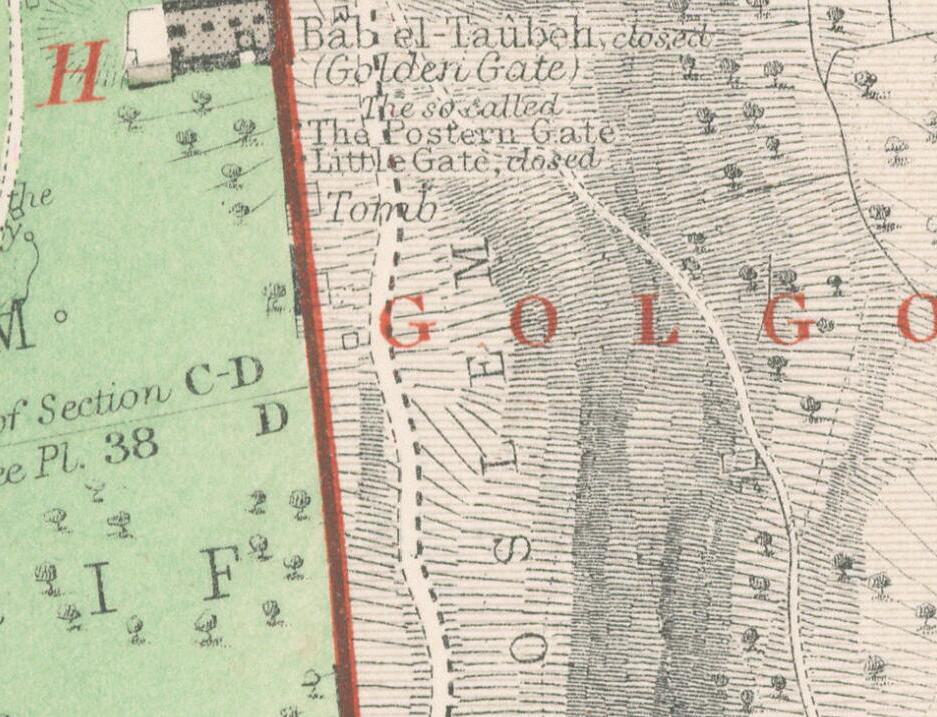 H
Bâb el-Taûbeh, closed
(Golden Gate)
The so called
The Postern Gate
Little Gate, closed
the
Tomb
M
G O L G O
of Section C-D
D
Pl. 38
I F
M
E
L
S
O